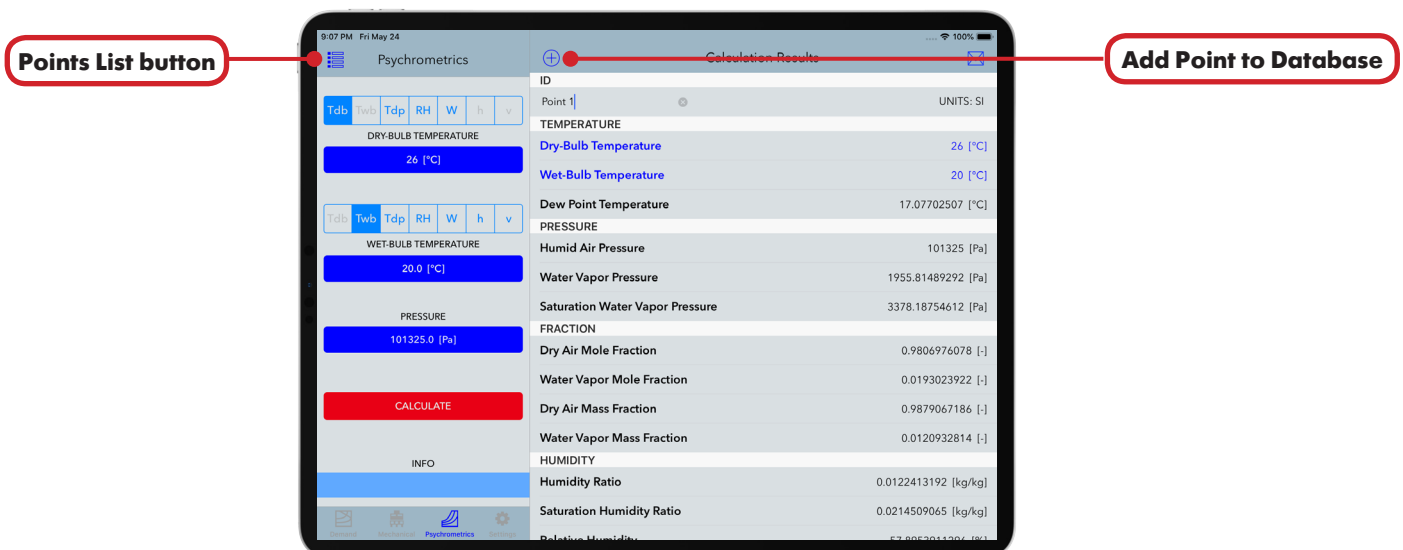 Points List button
Add Point to Database
9:07 PM Fri May 24
100%
Psychrometrics
Calculation Results
Tdb Twb Tdp RH W h v
DRY-BULB TEMPERATURE
26 [°C]
Tdb Twb Tdp RH W h v
WET-BULB TEMPERATURE
20.0 [°C]
PRESSURE
101325.0 [Pa]
CALCULATE
INFO
Psychrometrics
Settings
ID
Point 1 UNITS: SI
TEMPERATURE
Dry-Bulb Temperature 26 [°C]
Wet-Bulb Temperature 20 [°C]
Dew Point Temperature 17.07702507 [°C]
PRESSURE
Humid Air Pressure 101325 [Pa]
Water Vapor Pressure 1955.81489292 [Pa]
Saturation Water Vapor Pressure 3378.18754612 [Pa]
FRACTION
Dry Air Mole Fraction 0.9806976078 [-]
Water Vapor Mole Fraction 0.0193023922 [-]
Dry Air Mass Fraction 0.9879067186 [-]
Water Vapor Mass Fraction 0.0120932814 [-]
HUMIDITY
Humidity Ratio 0.0122413192 [kg/kg]
Saturation Humidity Ratio 0.0214509065 [kg/kg]
Relative Humidity